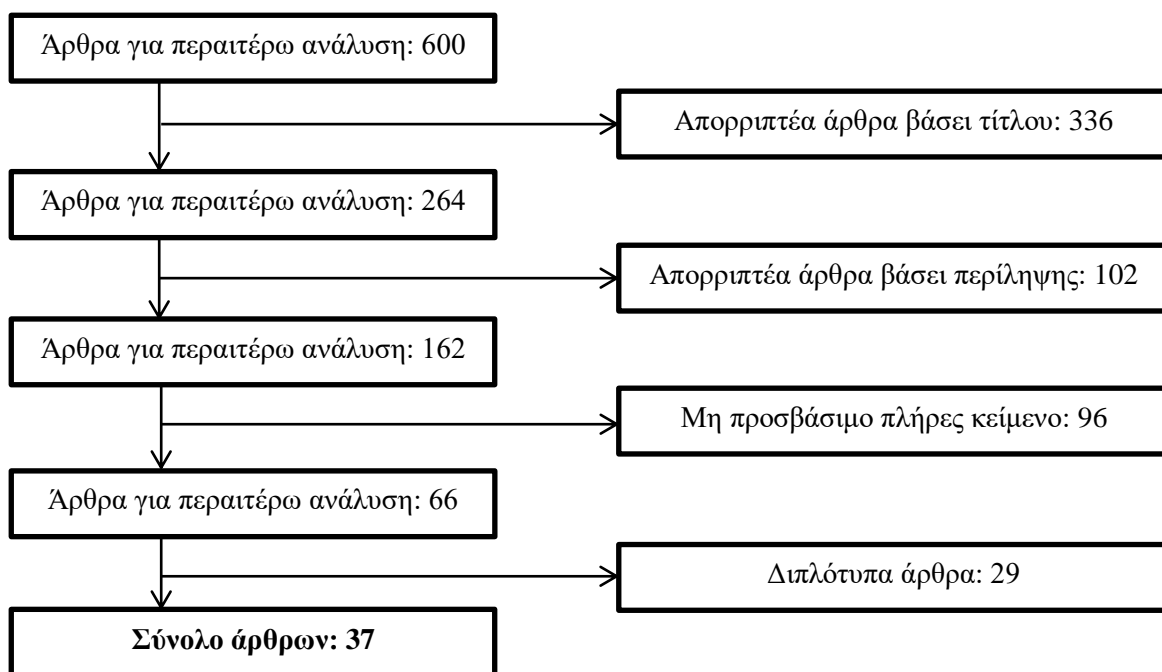 Άρθρα για περαιτέρω ανάλυση: 600
Απορριπτέα άρθρα βάσει τίτλου: 336
Άρθρα για περαιτέρω ανάλυση: 264
Απορριπτέα άρθρα βάσει περίληψης: 102
Άρθρα για περαιτέρω ανάλυση: 162
Μη προσβάσιμο πλήρες κείμενο: 96
Άρθρα για περαιτέρω ανάλυση: 66
Διπλότυπα άρθρα: 29
Σύνολο άρθρων: 37